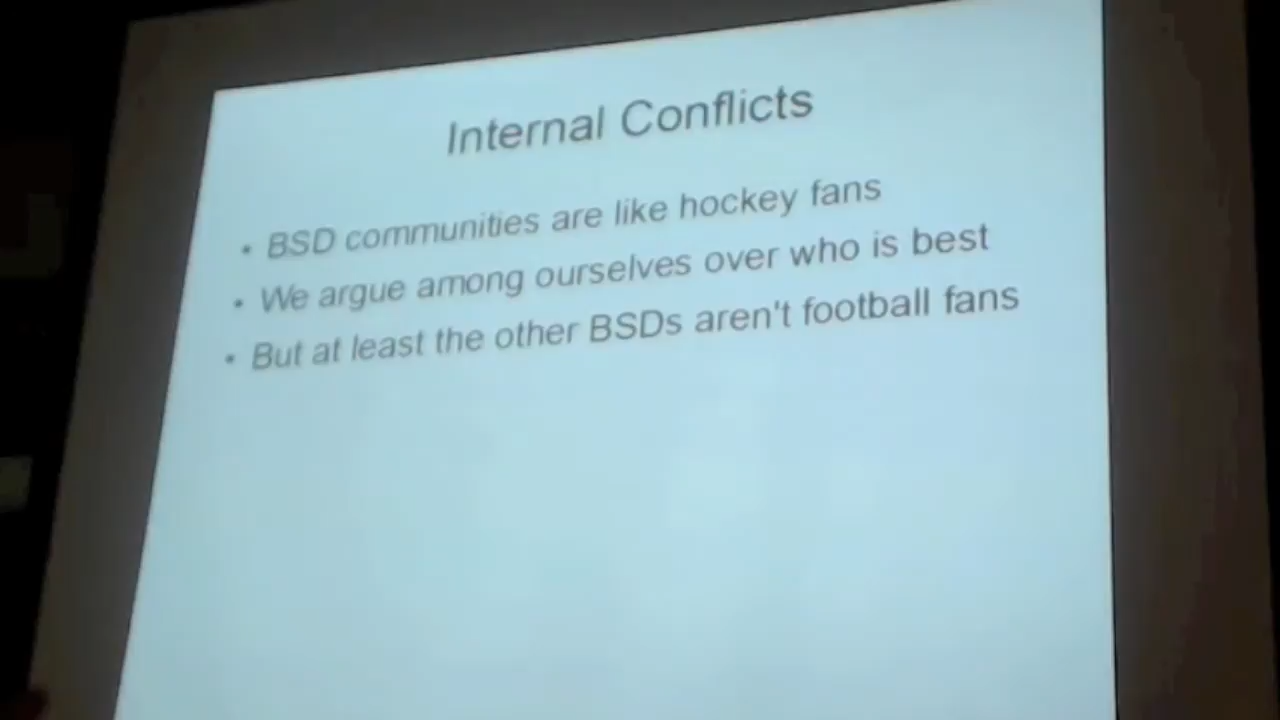 Internal Conflicts
• BSD communities are like hockey fans
• We argue among ourselves over who is best
• But at least the other BSDs aren't football fans